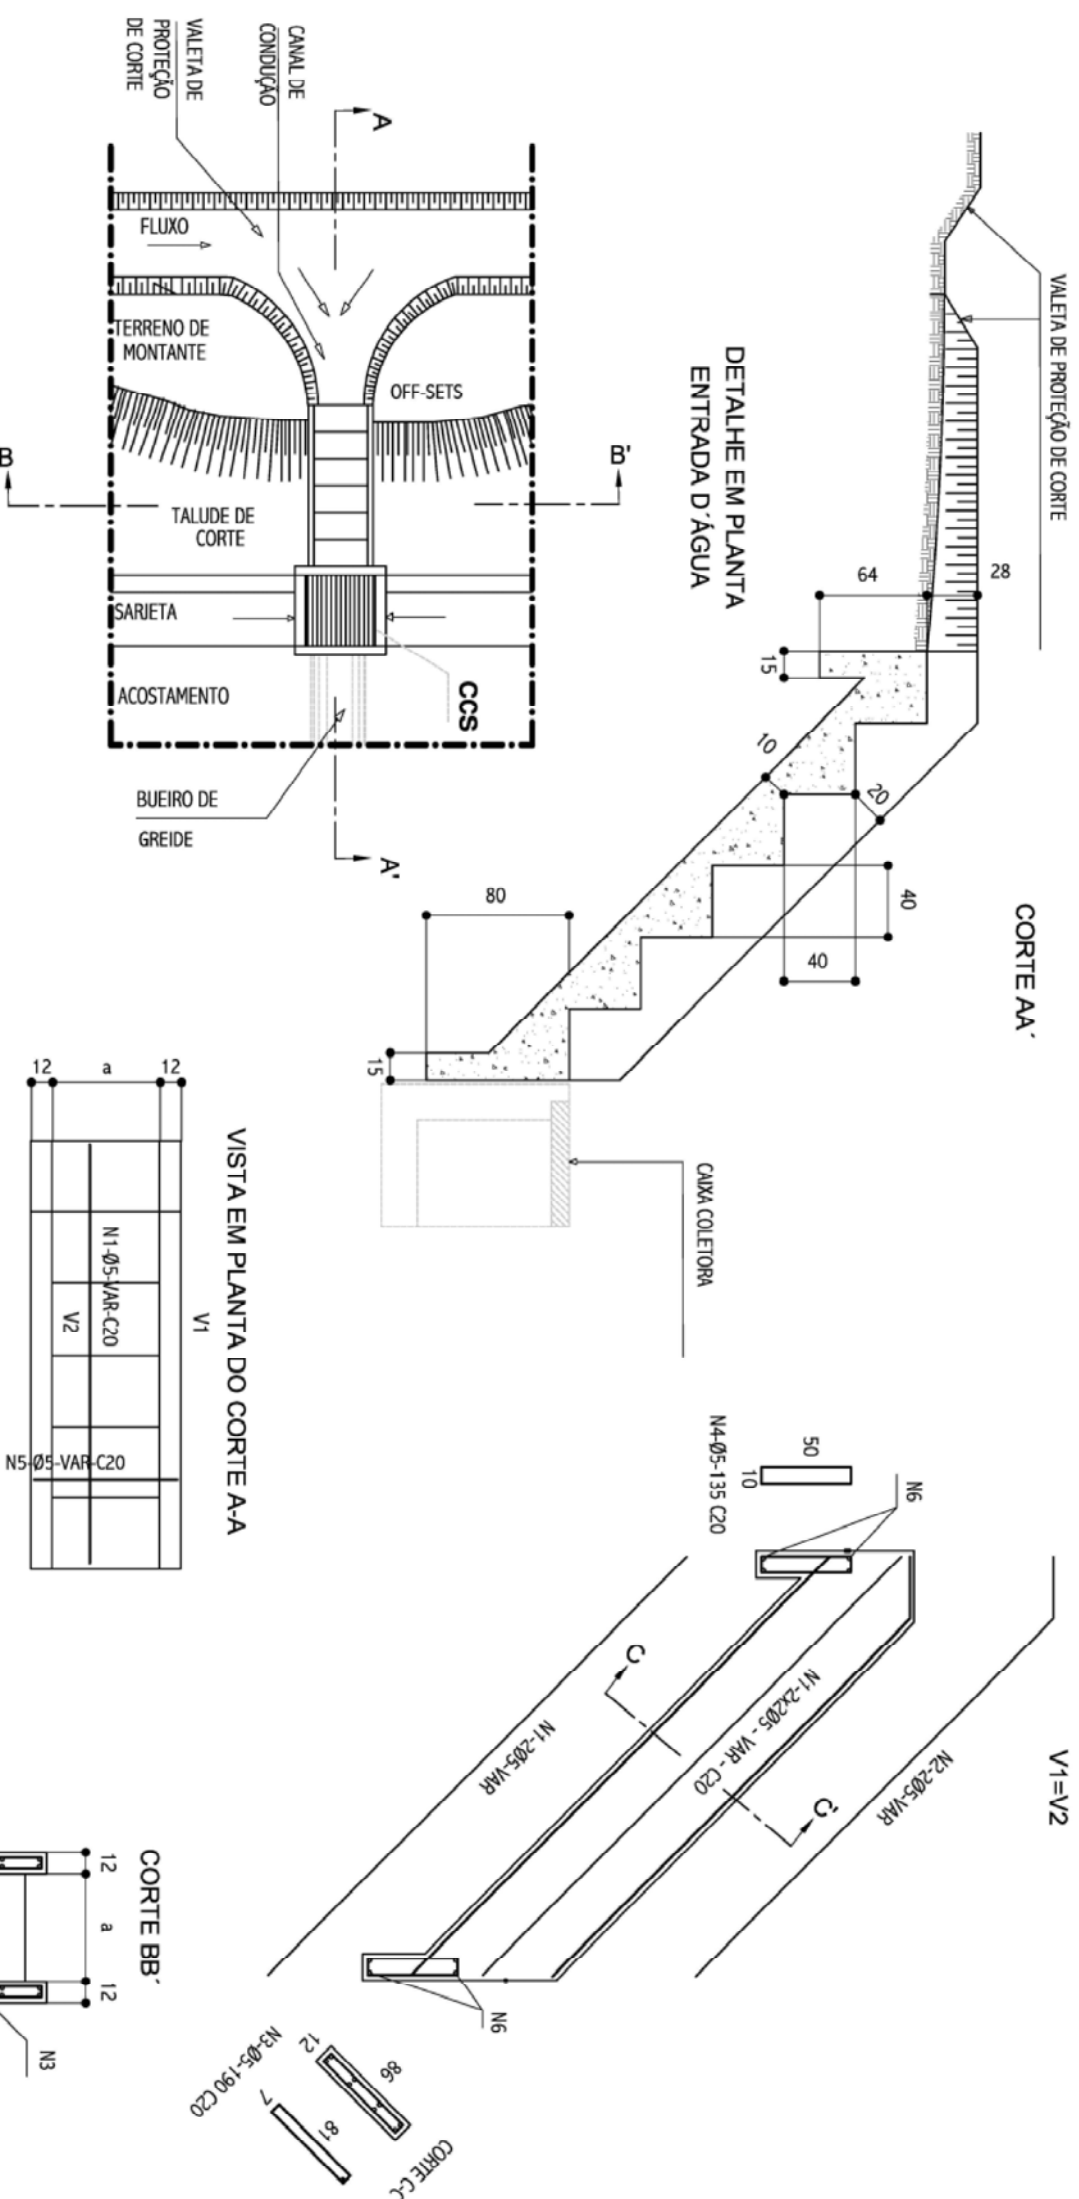 VALETA DE
PROTEÇÃO
DE CORTE
CANAL DE
CONDUÇÃO
A
FLUXO
TERRENO DE
MONTANTE
OFF-SETS
B
B'
TALUDE DE
CORTE
SARJETA
ACOSTAMENTO
CCS
BUEIRO DE
GREIDE
A'
DETALHE EM PLANTA
ENTRADA D´ÁGUA
VALETA DE PROTEÇÃO DE CORTE
28
64
15
10
20
40
40
80
15
CORTE AA´
CAIXA COLETORA
VISTA EM PLANTA DO CORTE A-A
12
a
12
V1
N1-Ø5-VAR-C20
V2
N5-Ø5-VAR-C20
V1=V2
50
10
N4-Ø5-135 C20
N6
C
C'
N1-2Ø5-VAR
N1-2xØ5 - VAR - C20
N2-2Ø5-VAR
N6
N3-Ø5-190 C20
12
86
7
81
CORTE BB´
12
a
12
N3